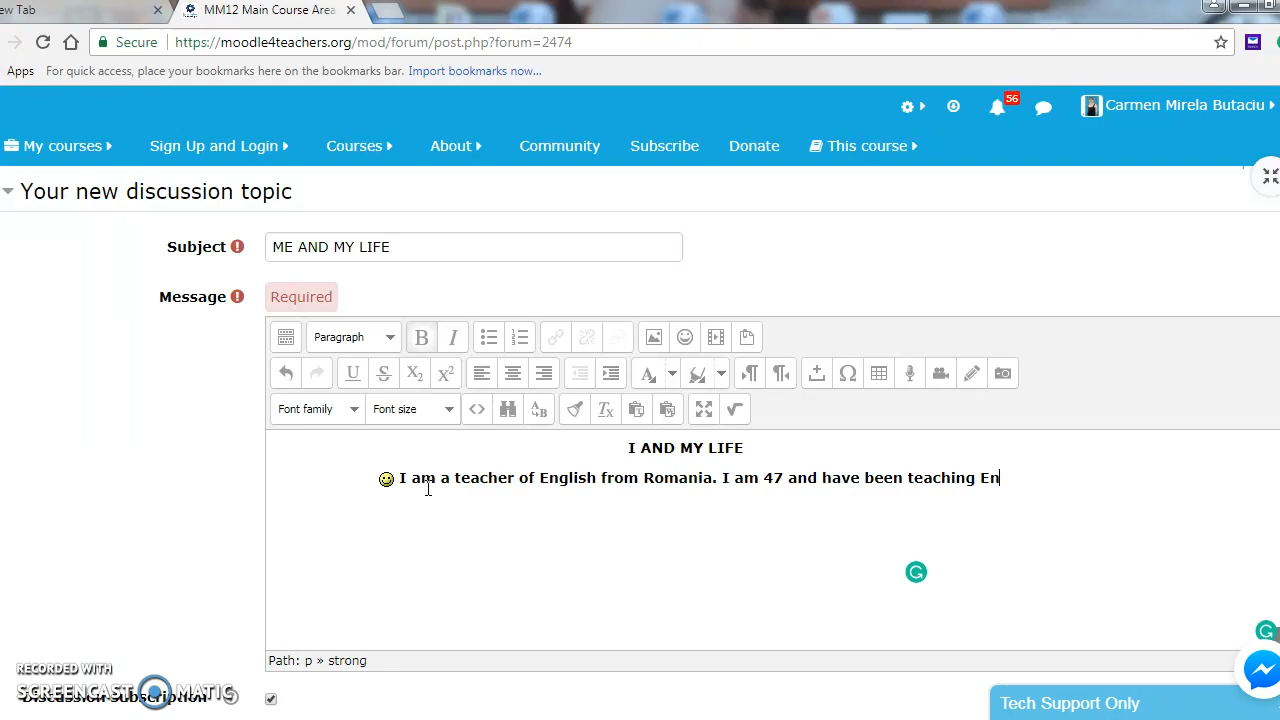 ew Tab
MM12 Main Course Area
Secure
https://moodle4teachers.org/mod/forum/post.php?forum=2474
Apps For quick access, place your bookmarks here on the bookmarks bar. Import bookmarks now...
56
Carmen Mirela Butaciu
My courses Sign Up and Login Courses About Community Subscribe Donate This course
Your new discussion topic
Subject ME AND MY LIFE
Message Required
Paragraph B I
U S X2 X2 A Ω
Font family Font size <> A B Tx T W √
I AND MY LIFE
I am a teacher of English from Romania. I am 47 and have been teaching En
Path: p » strong
RECORDED WITH
SCREENCAST MATIC
Discussion subscription
Tech Support Only